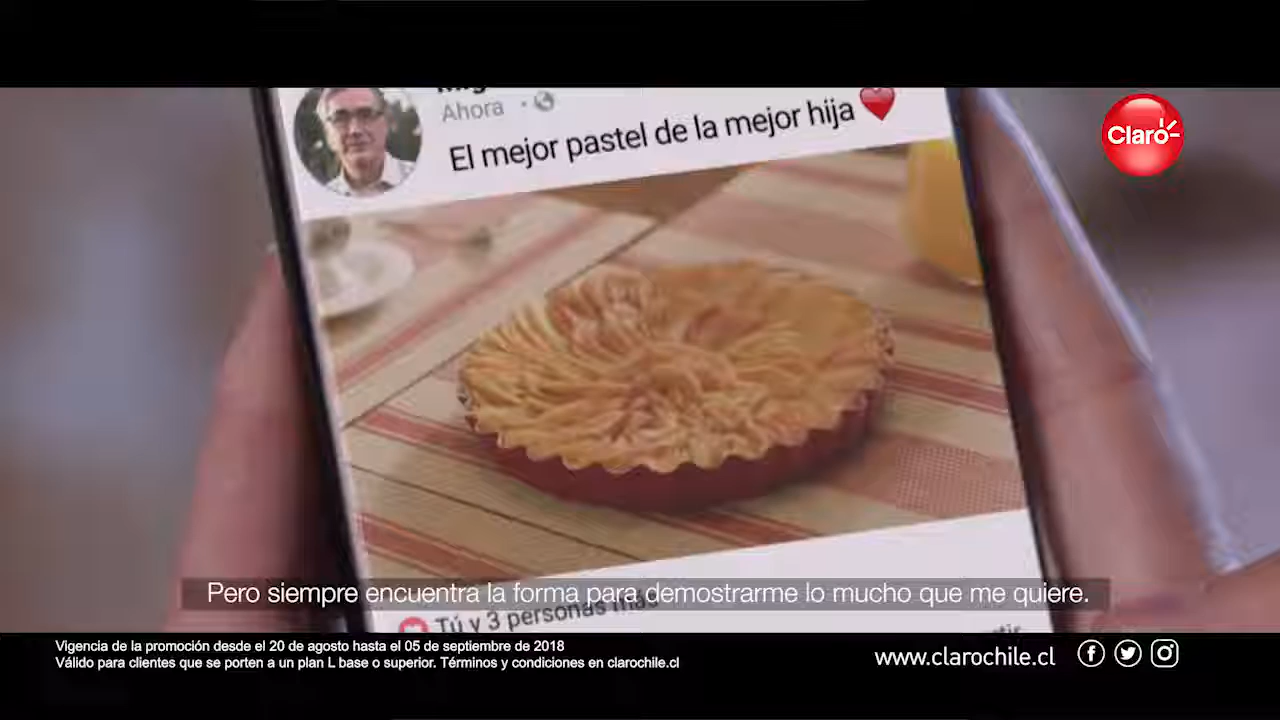 Ahora
El mejor pastel de la mejor hija
Claro
Pero siempre encuentra la forma para demostrarme lo mucho que me quiere.
Tú y 3 personas más
Vigencia de la promoción desde el 20 de agosto hasta el 05 de septiembre de 2018
Válido para clientes que se porten a un plan L base o superior. Términos y condiciones en clarochile.cl
www.clarochile.cl